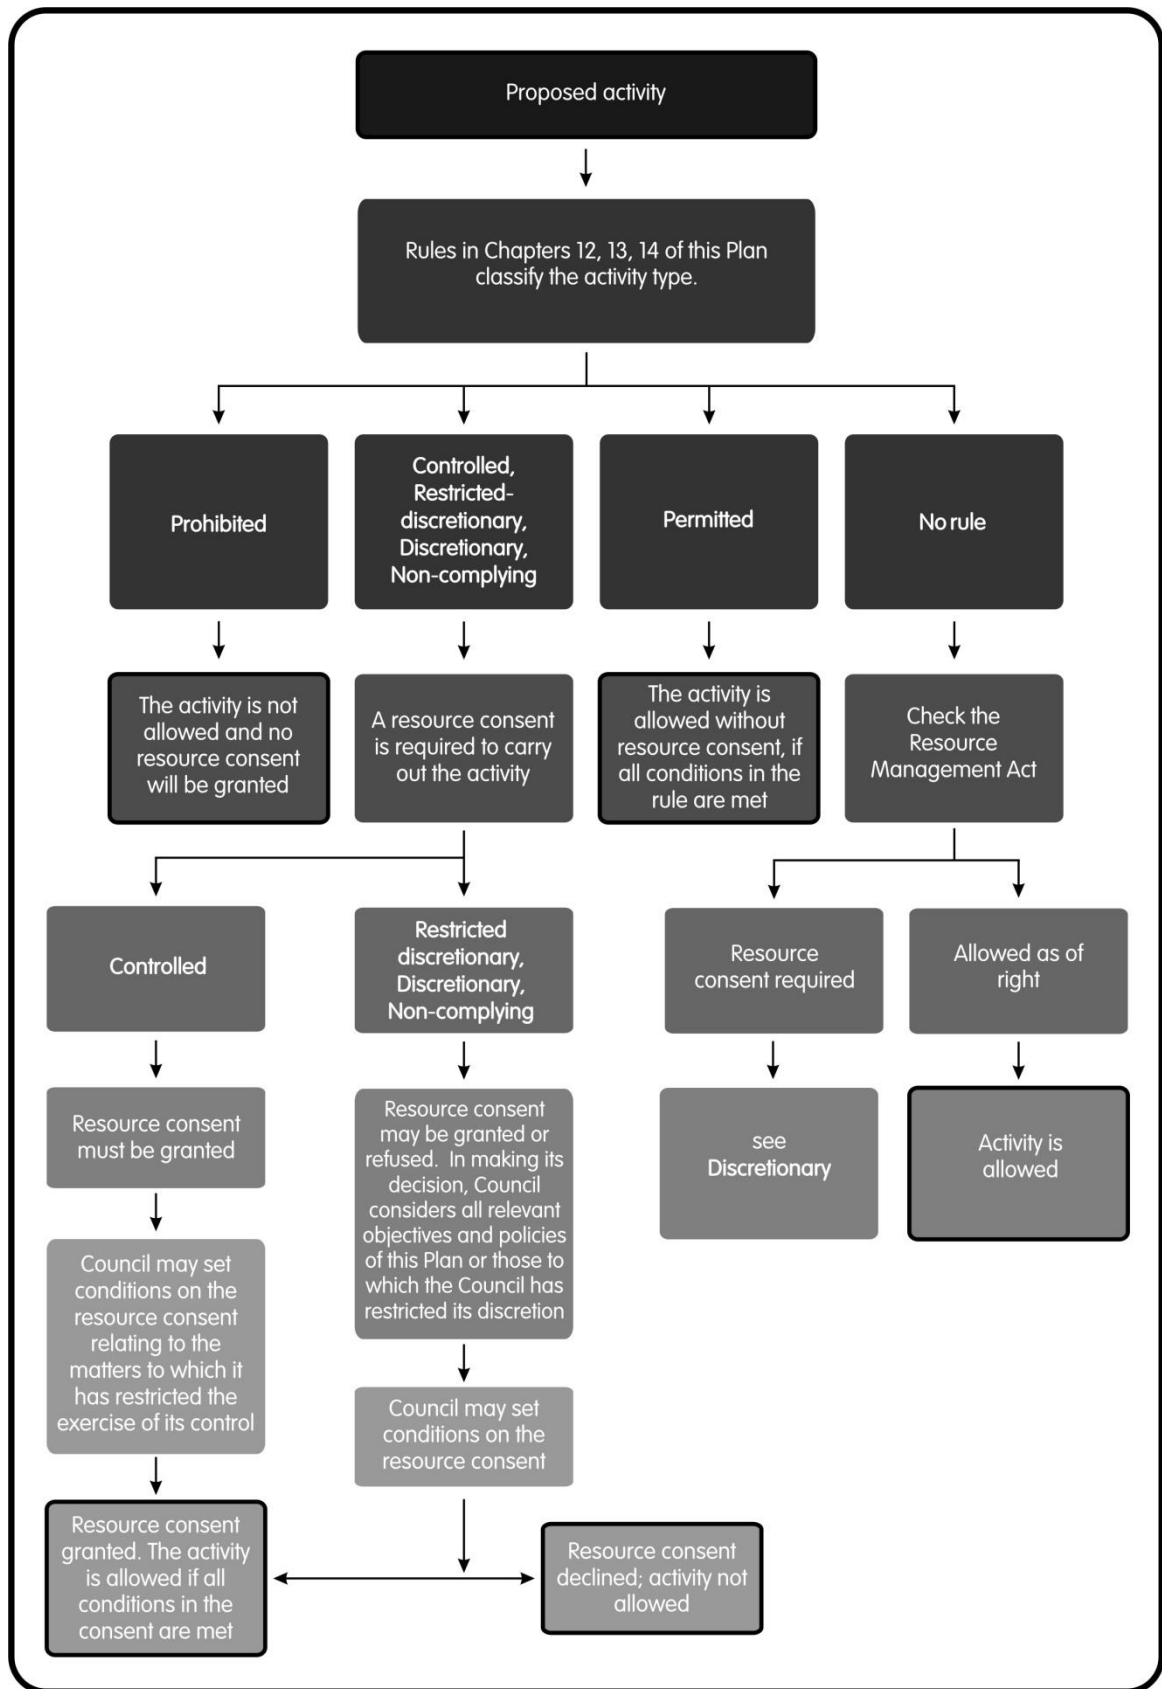 Proposed activity
Rules in Chapters 12, 13, 14 of this Plan
classify the activity type.
Prohibited
Controlled,
Restricted-
discretionary,
Discretionary,
Non-complying
Permitted
No rule
The activity is not
allowed and no
resource consent
will be granted
A resource consent
is required to carry
out the activity
The activity is
allowed without
resource consent, if
all conditions in the
rule are met
Check the
Resource
Management Act
Controlled
Restricted
discretionary,
Discretionary,
Non-complying
Resource
consent required
Allowed as of
right
Resource consent
must be granted
Resource consent
may be granted or
refused. In making its
decision, Council
considers all relevant
objectives and policies
of this Plan or those to
which the Council has
restricted its discretion
see
Discretionary
Activity is
allowed
Council may set
conditions on the
resource consent
relating to the
matters to which it
has restricted the
exercise of its control
Council may set
conditions on the
resource consent
Resource consent
granted. The activity
is allowed if all
conditions in the
consent are met
Resource consent
declined; activity not
allowed